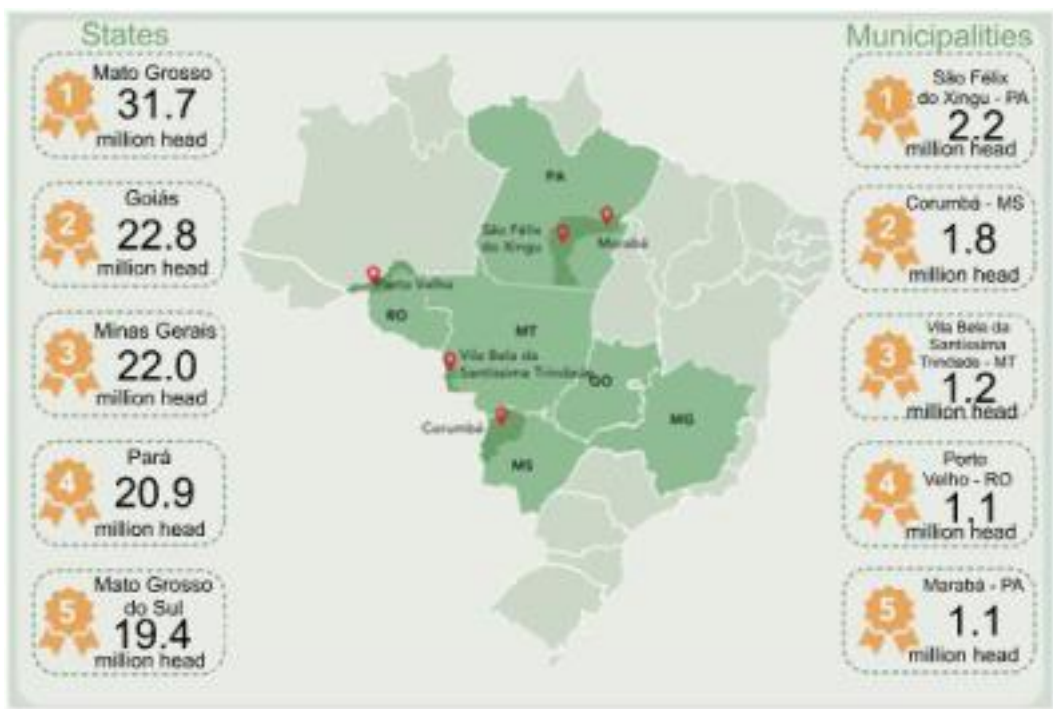 States
1
Mato Grosso
31.7
million head
2
Goiás
22.8
million head
3
Minas Gerais
22.0
million head
4
Pará
20.9
million head
5
Mato Grosso
do Sul
19.4
million head
PA
São Félix
do Xingu
Marabá
Porto Velho
RO
MT
Vila Bela da
Santíssima Trindade
GO
Corumbá
MG
MS
Municipalities
1
São Félix
do Xingu - PA
2.2
million head
2
Corumbá - MS
1.8
million head
3
Vila Bela da
Santíssima
Trindade - MT
1.2
million head
4
Porto
Velho - RO
1.1
million head
5
Marabá - PA
1.1
million head